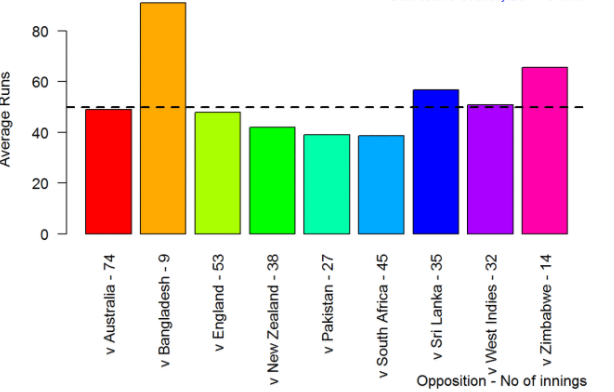 Average Runs
80
60
40
20
0
v Australia - 74
v Bangladesh - 9
v England - 53
v New Zealand - 38
v Pakistan - 27
v South Africa - 45
v Sri Lanka - 35
v West Indies - 32
v Zimbabwe - 14
Opposition - No of innings